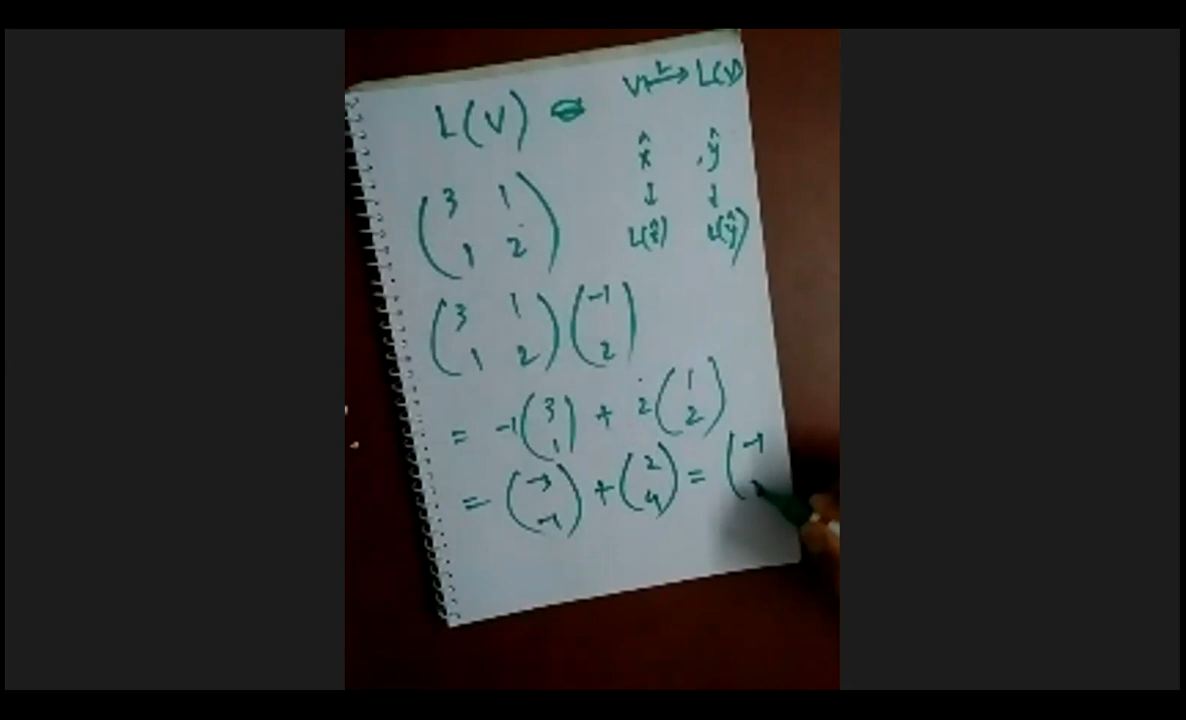 L(V)
V L→ L(V)
x̂ , ŷ
↓ ↓
L(x̂) L(ŷ)
(3 1
1 2)
(3 1
1 2) (-1
2)
= -1 (3
1) + 2 (1
2)
= (-3
-1) + (2
4) = (-1